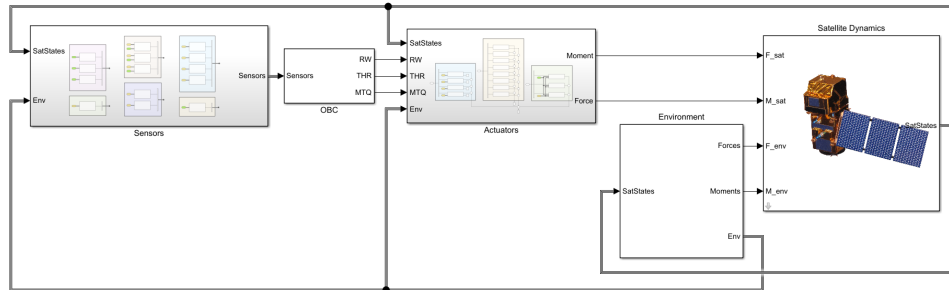 Satellite Dynamics
SatStates
Env
Sensors
Sensors
Sensors
RW
THR
MTQ
OBC
SatStates
RW
THR
MTQ
Env
Moment
Force
Actuators
Environment
SatStates
Forces
Moments
Env
F_sat
M_sat
F_env
M_env
SatStates